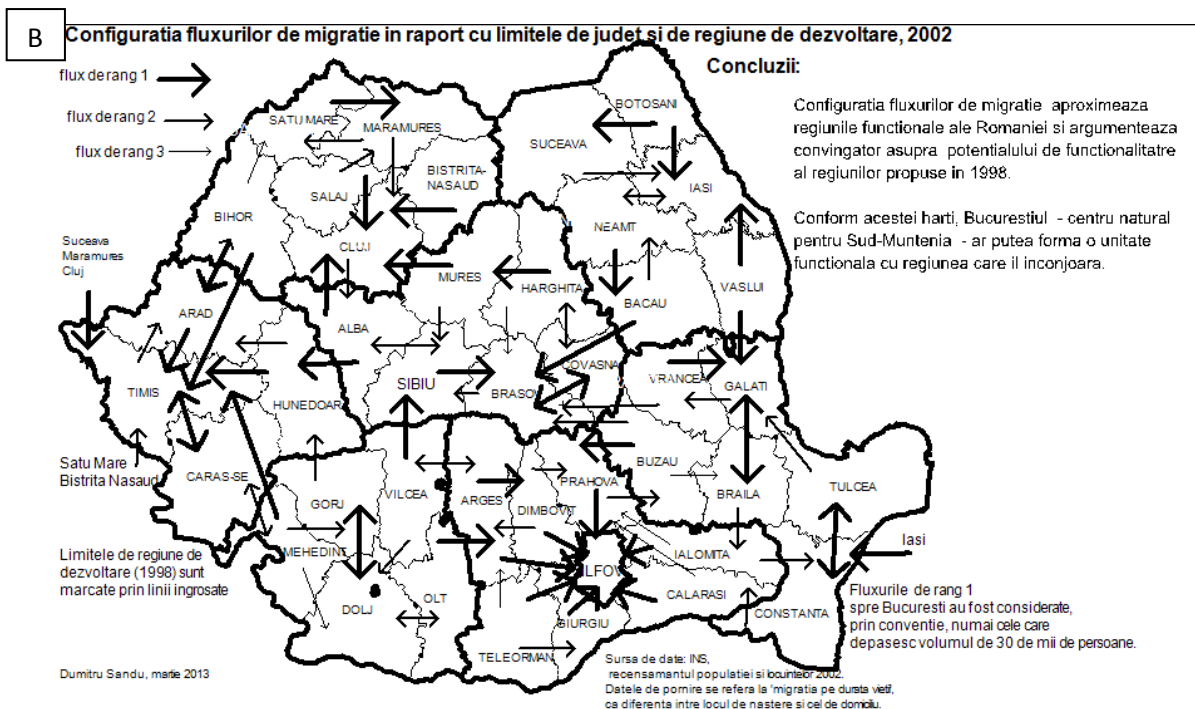 B
Configuratia fluxurilor de migratie in raport cu limitele de judet si de regiune de dezvoltare, 2002
flux de rang 1
flux de rang 2
flux de rang 3
Concluzii:
Configuratia fluxurilor de migratie aproximeaza
regiunile functionale ale Romaniei si argumenteaza
convingator asupra potentialului de functionalitatre
al regiunilor propuse in 1998.
Conform acestei harti, Bucurestiul - centru natural
pentru Sud-Muntenia - ar putea forma o unitate
functionala cu regiunea care il inconjoara.
BOTOSANI
SATU MARE
MARAMURES
SUCEAVA
BISTRITA-
NASAUD
IASI
SALAJ
BIHOR
NEAMT
CLUJ
Suceava
Maramures
Cluj
MURES
HARGHITA
BACAU
VASLUI
ARAD
ALBA
COVASNA
VRANCEA
GALATI
TIMIS
SIBIU
BRASOV
HUNEDOAR
Satu Mare
Bistrita Nasaud
CARAS-SE
BUZAU
PRAHOVA
BRAILA
TULCEA
GORJ
VILCEA
ARGES
DIMBOVIT
MEHEDINT
IALOMITA
Iasi
ILFOV
Limitele de regiune de
dezvoltare (1998) sunt
marcate prin linii ingrosate
DOLJ
OLT
CALARASI
CONSTANTA
GIURGIU
TELEORMAN
Fluxurile de rang 1
spre Bucuresti au fost considerate,
prin conventie, numai cele care
depasesc volumul de 30 de mii de persoane.
Dumitru Sandu, martie 2013
Sursa de date: INS,
recensamantul populatiei si locuintelor 2002.
Datele de pornire se refera la 'migratia pe durata vietii',
ca diferenta intre locul de nastere si cel de domiciliu.